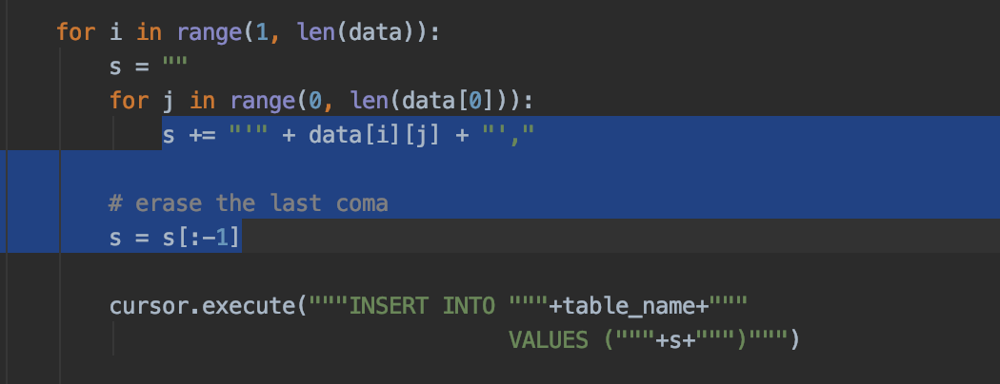 for i in range(1, len(data)):
s = ""
for j in range(0, len(data[0])):
s += "'" + data[i][j] + "',"
# erase the last coma
s = s[:-1]
cursor.execute("""INSERT INTO """+table_name+"""
VALUES ("""+s+""")""")